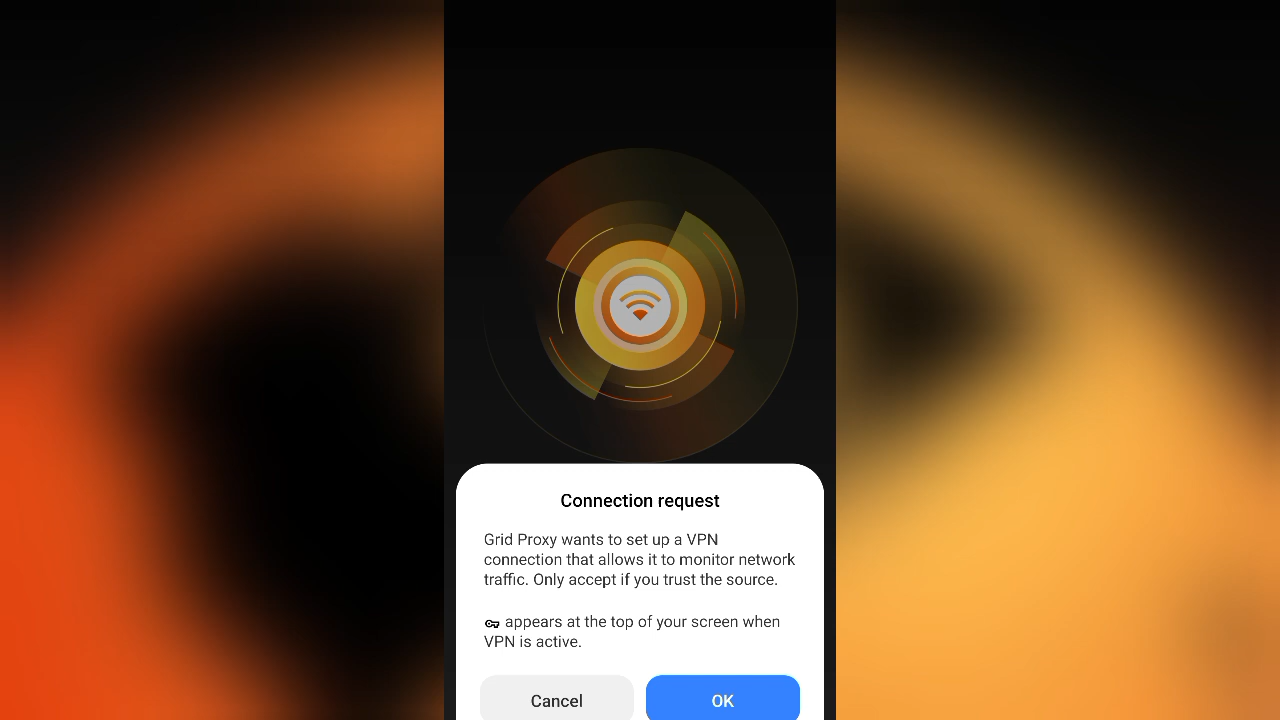 Connection request
Grid Proxy wants to set up a VPN
connection that allows it to monitor network
traffic. Only accept if you trust the source.
appears at the top of your screen when
VPN is active.
Cancel
OK